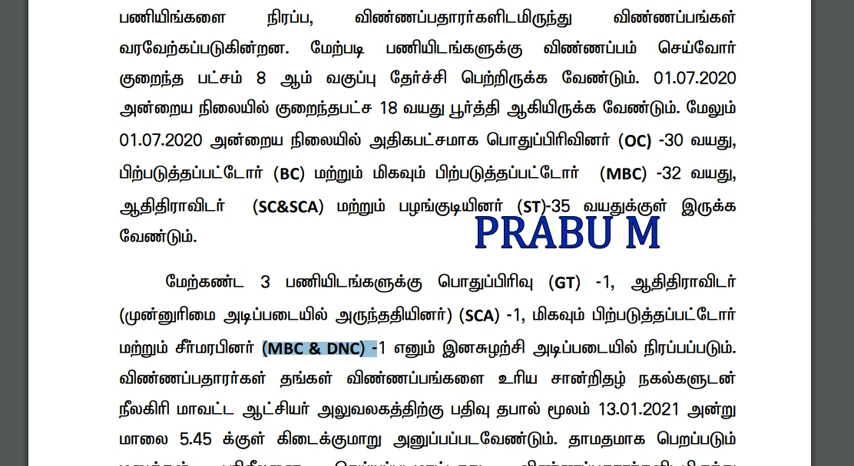 பணியிங்களை நிரப்ப, விண்ணப்பதாரர்களிடமிருந்து விண்ணப்பங்கள்
வரவேற்கப்படுகின்றன. மேற்படி பணியிடங்களுக்கு விண்ணப்பம் செய்வோர்
குறைந்த பட்சம் 8 ஆம் வகுப்பு தேர்ச்சி பெற்றிருக்க வேண்டும். 01.07.2020
அன்றைய நிலையில் குறைந்தபட்ச 18 வயது பூர்த்தி ஆகியிருக்க வேண்டும். மேலும்
01.07.2020 அன்றைய நிலையில் அதிகபட்சமாக பொதுப்பிரிவினர் (OC) -30 வயது,
பிற்படுத்தப்பட்டோர் (BC) மற்றும் மிகவும் பிற்படுத்தப்பட்டோர் (MBC) -32 வயது,
ஆதிதிராவிடர் (SC&SCA) மற்றும் பழங்குடியினர் (ST)-35 வயதுக்குள் இருக்க
வேண்டும்.
PRABU M
மேற்கண்ட 3 பணியிடங்களுக்கு பொதுப்பிரிவு (GT) -1, ஆதிதிராவிடர்
(முன்னுரிமை அடிப்படையில் அருந்ததியினர்) (SCA) -1, மிகவும் பிற்படுத்தப்பட்டோர்
மற்றும் சீர்மரபினர் (MBC & DNC) -1 எனும் இனசுழற்சி அடிப்படையில் நிரப்பப்படும்.
விண்ணப்பதாரர்கள் தங்கள் விண்ணப்பங்களை உரிய சான்றிதழ் நகல்களுடன்
நீலகிரி மாவட்ட ஆட்சியர் அலுவலகத்திற்கு பதிவு தபால் மூலம் 13.01.2021 அன்று
மாலை 5.45 க்குள் கிடைக்குமாறு அனுப்பப்படவேண்டும். தாமதமாக பெறப்படும்